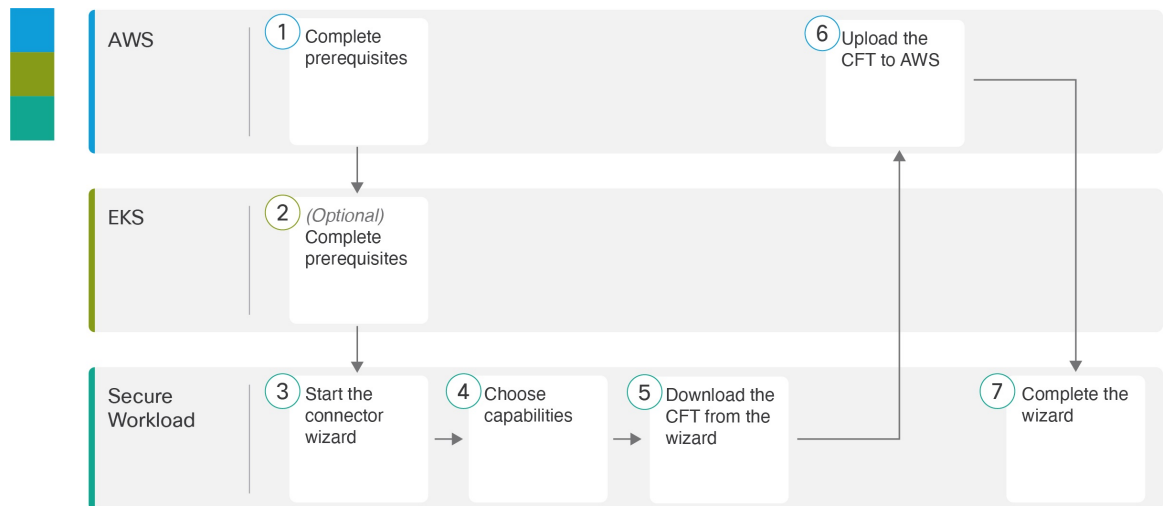 AWS
1
Complete
prerequisites
6
Upload the
CFT to AWS
EKS
2
(Optional)
Complete
prerequisites
Secure
Workload
3
Start the
connector
wizard
4
Choose
capabilities
5
Download the
CFT from the
wizard
7
Complete the
wizard